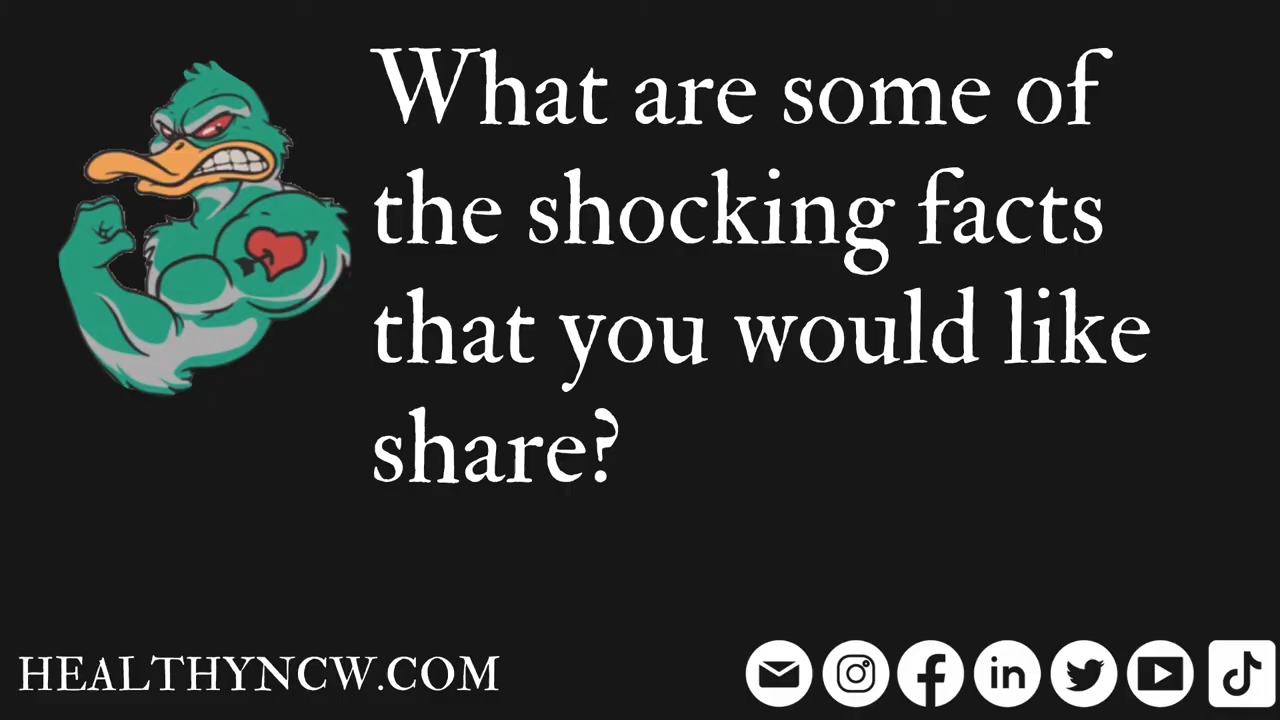 What are some of
the shocking facts
that you would like
share?
HEALTHYNCW.COM